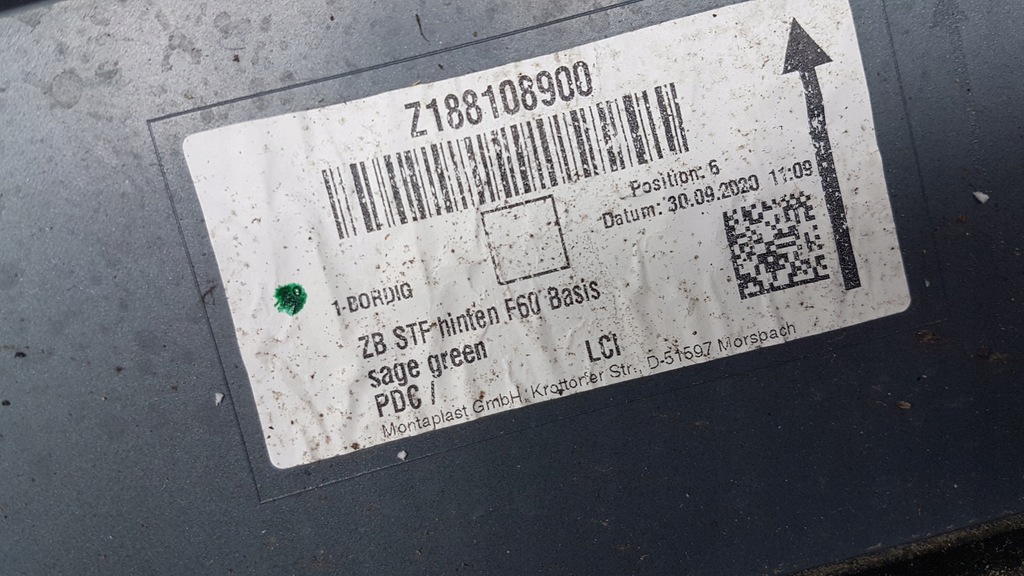 Z188108900
Position: 6
Datum: 30.09.2020 11:09
1-BORDIG
ZB STF hinten F60 Basis
sage green LCI
PDC /
Montaplast GmbH, Krottorfer Str., D-51597 Morsbach